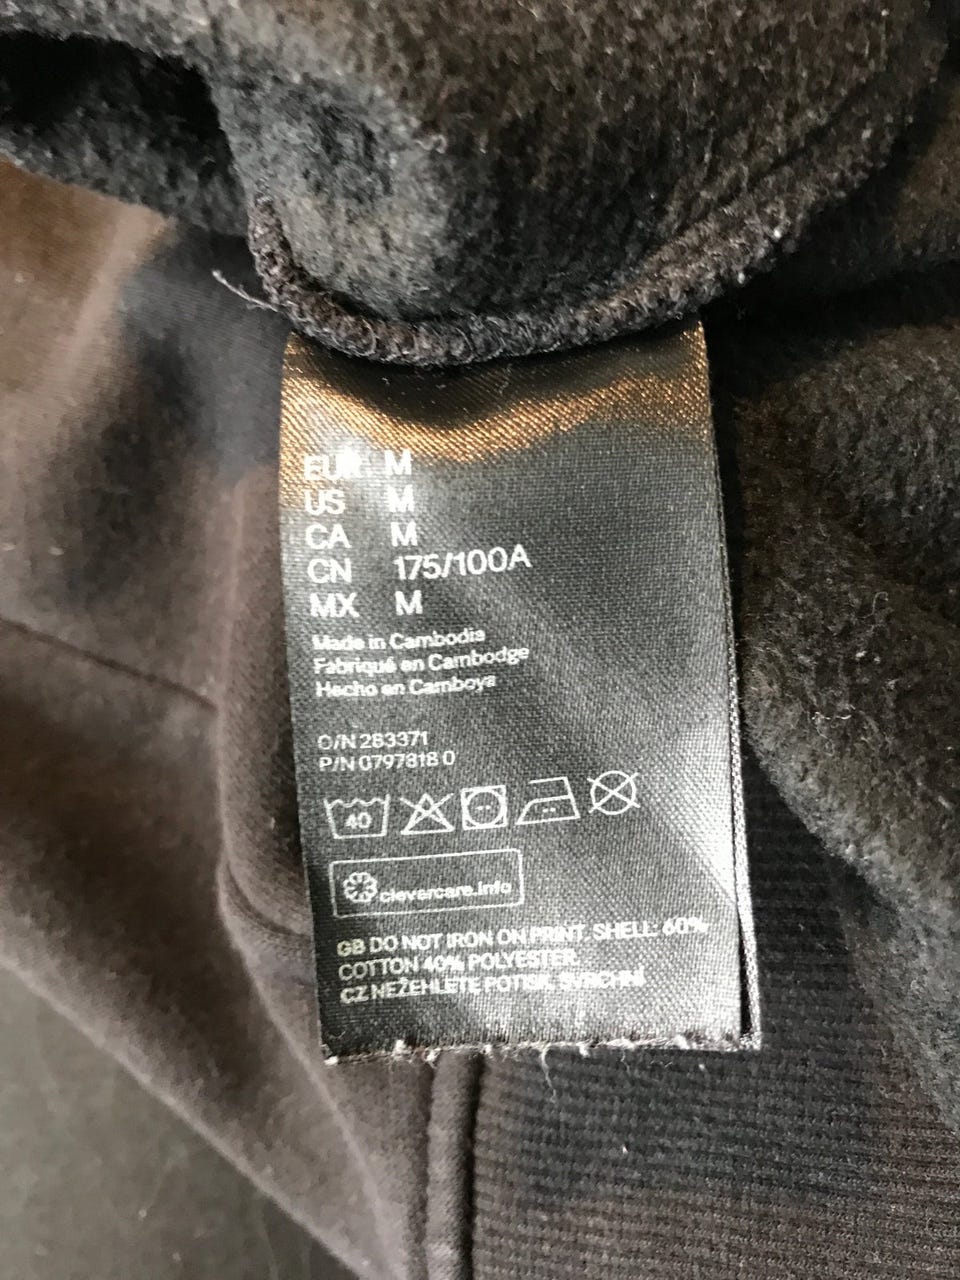 EUR M
US M
CA M
CN 175/100A
MX M
Made in Cambodia
Fabriqué en Cambodge
Hecho en Camboya
O/N 283371
P/N 0797818 0
40
clevercare.info
GB DO NOT IRON ON PRINT. SHELL: 60%
COTTON 40% POLYESTER.
CZ NEŽEHLETE POTISK. SVRCHNÍ